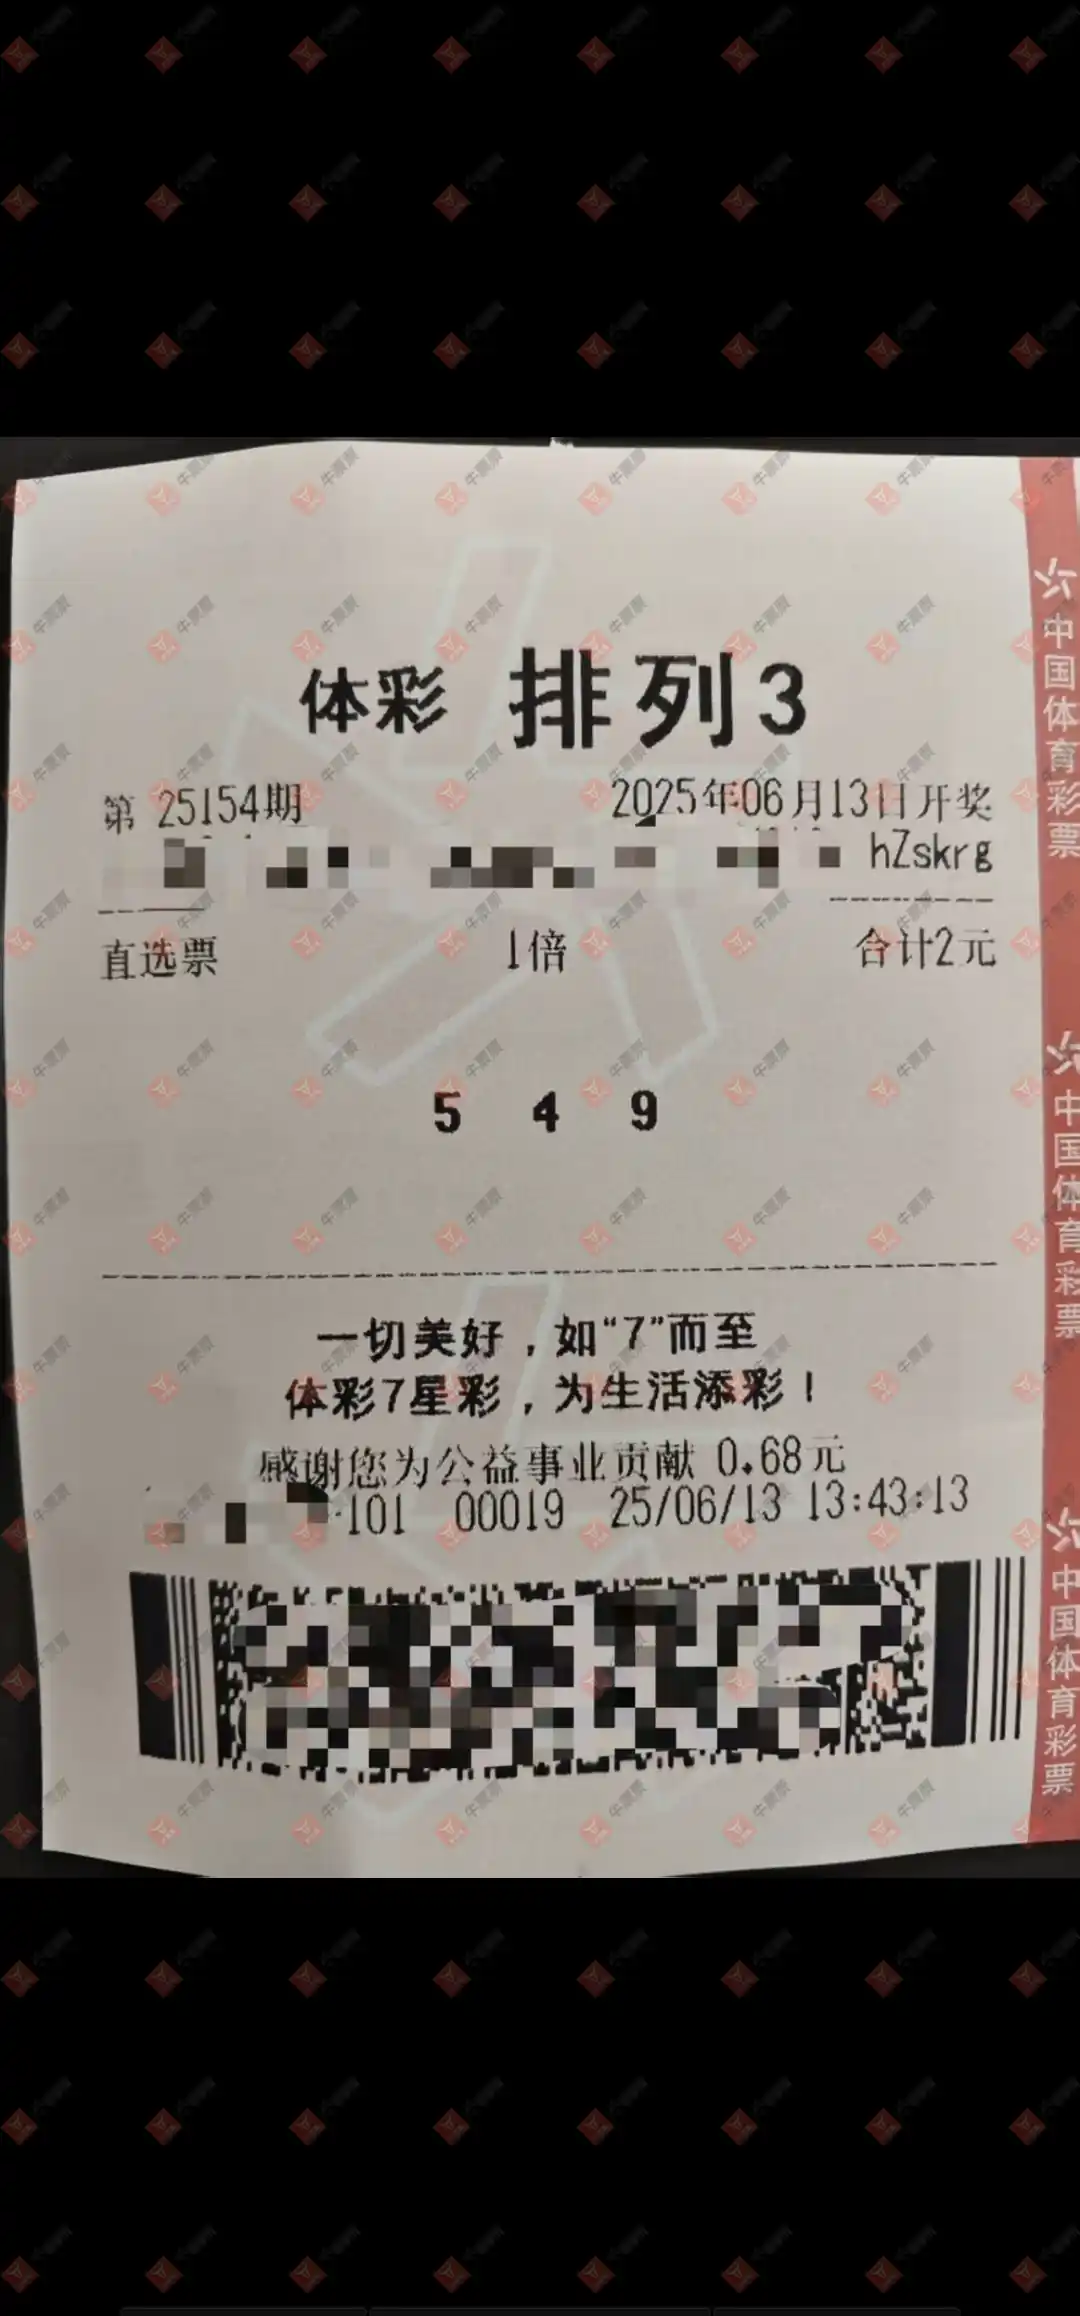 体彩 排列3
第 25154期 2025年06月13日开奖
hZskrg
直选票 1倍 合计2元
5 4 9
一切美好，如“7”而至
体彩7星彩，为生活添彩！
感谢您为公益事业贡献 0.68元
101 00019 25/06/13 13:43:13
中国体育彩票
中国体育彩票
中国体育彩票